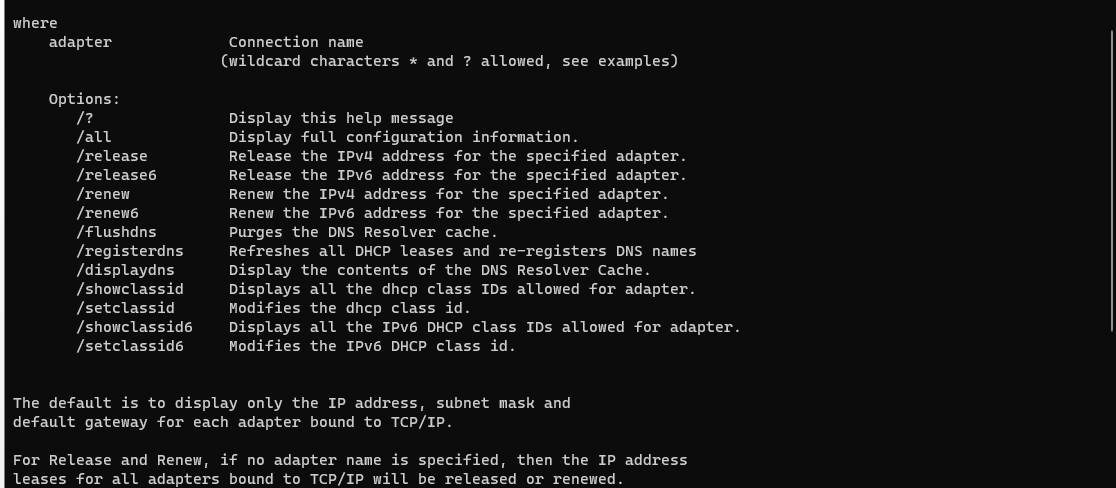 where
    adapter             Connection name
                       (wildcard characters * and ? allowed, see examples)

    Options:
       /?               Display this help message
       /all             Display full configuration information.
       /release         Release the IPv4 address for the specified adapter.
       /release6        Release the IPv6 address for the specified adapter.
       /renew           Renew the IPv4 address for the specified adapter.
       /renew6          Renew the IPv6 address for the specified adapter.
       /flushdns        Purges the DNS Resolver cache.
       /registerdns     Refreshes all DHCP leases and re-registers DNS names
       /displaydns      Display the contents of the DNS Resolver Cache.
       /showclassid     Displays all the dhcp class IDs allowed for adapter.
       /setclassid      Modifies the dhcp class id.
       /showclassid6    Displays all the IPv6 DHCP class IDs allowed for adapter.
       /setclassid6     Modifies the IPv6 DHCP class id.


The default is to display only the IP address, subnet mask and
default gateway for each adapter bound to TCP/IP.

For Release and Renew, if no adapter name is specified, then the IP address
leases for all adapters bound to TCP/IP will be released or renewed.